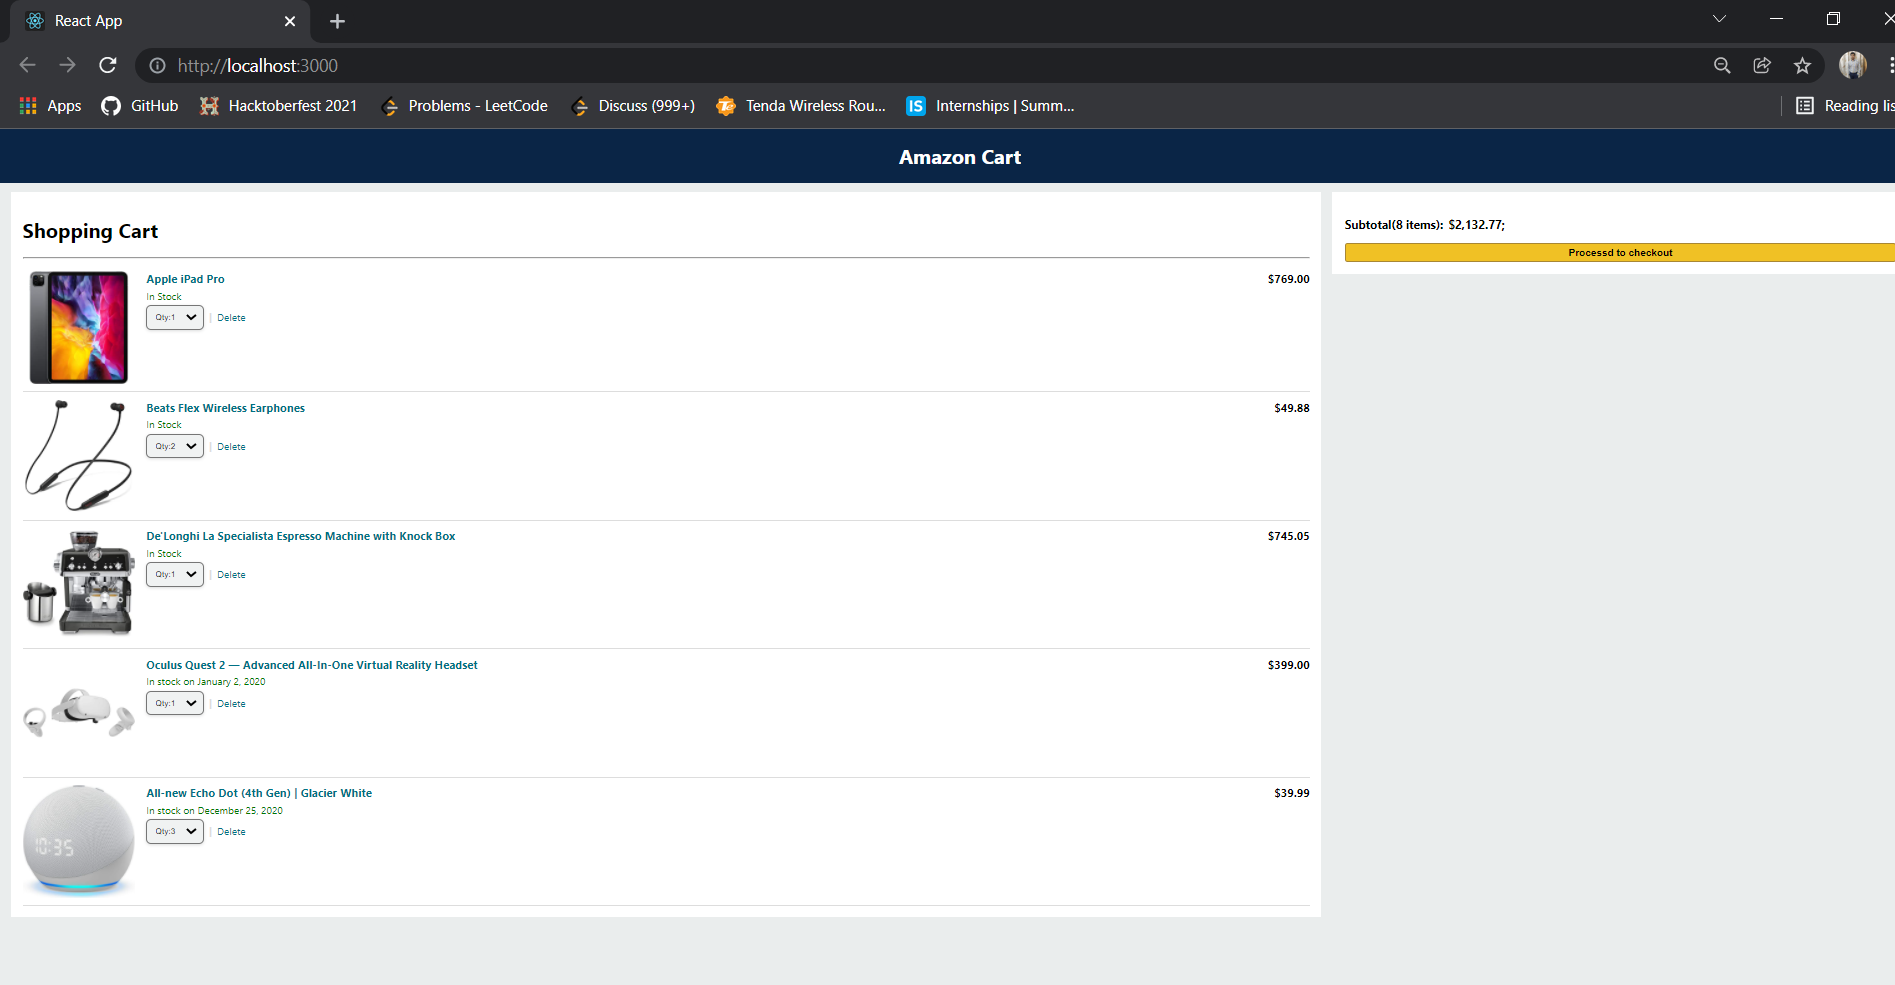 React App
http://localhost:3000
Apps GitHub Hacktoberfest 2021 Problems - LeetCode Discuss (999+) Tenda Wireless Rou... IS Internships | Summ... Reading lis
Amazon Cart
Shopping Cart
Subtotal(8 items): $2,132.77;
Processd to checkout
Apple iPad Pro $769.00
In Stock
Qty:1 | Delete
Beats Flex Wireless Earphones $49.88
In Stock
Qty:2 | Delete
De'Longhi La Specialista Espresso Machine with Knock Box $745.05
In Stock
Qty:1 | Delete
Oculus Quest 2 — Advanced All-In-One Virtual Reality Headset $399.00
In stock on January 2, 2020
Qty:1 | Delete
All-new Echo Dot (4th Gen) | Glacier White $39.99
In stock on December 25, 2020
Qty:3 | Delete
10:35